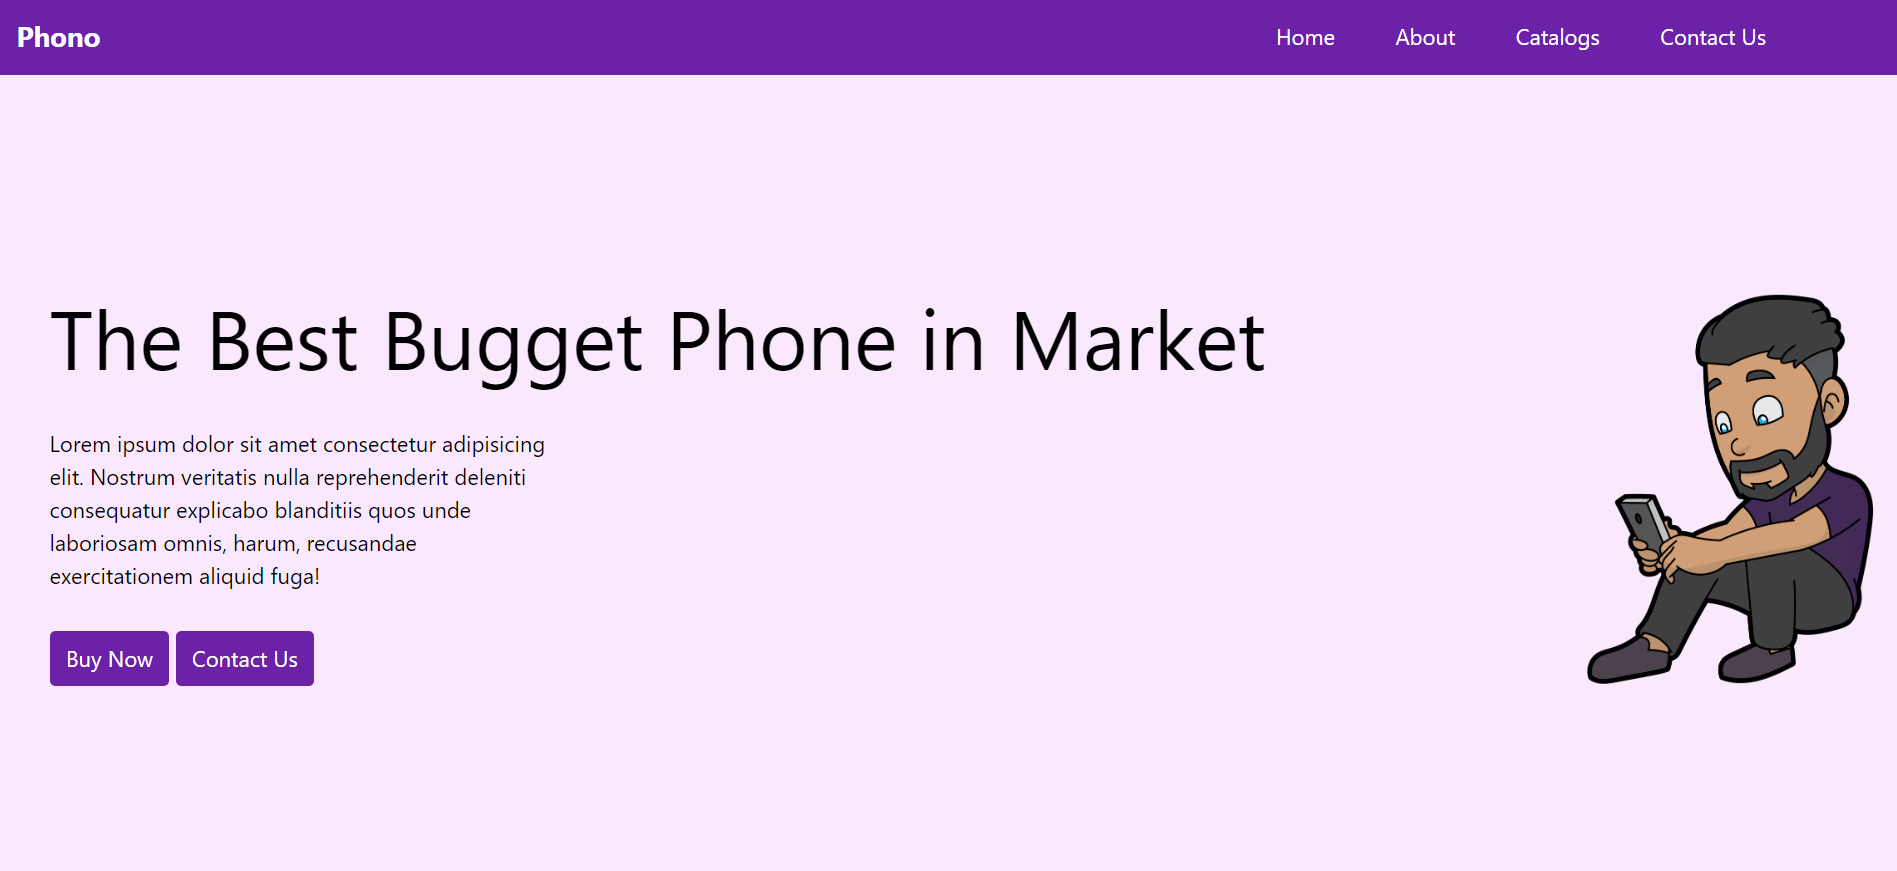 Phono
Home About Catalogs Contact Us
The Best Bugget Phone in Market
Lorem ipsum dolor sit amet consectetur adipisicing
elit. Nostrum veritatis nulla reprehenderit deleniti
consequatur explicabo blanditiis quos unde
laboriosam omnis, harum, recusandae
exercitationem aliquid fuga!
Buy Now Contact Us